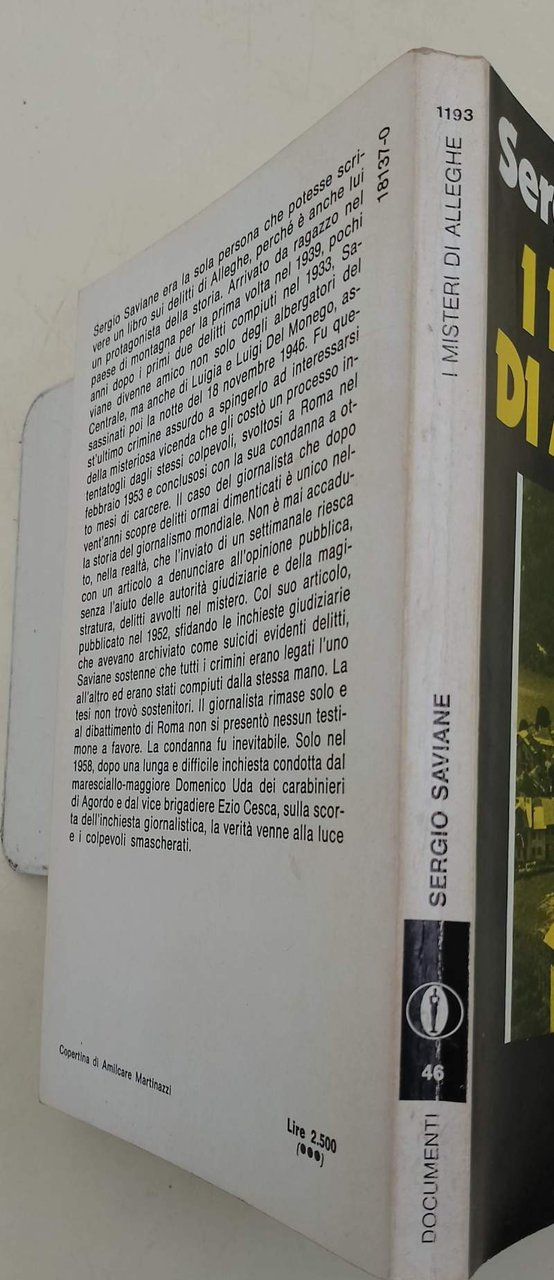 Sergio Saviane era la sola persona che potesse scri-
vere un libro sui delitti di Alleghe, perché è anche lui
un protagonista della storia. Arrivato da ragazzo nel
paese di montagna per la prima volta nel 1939, pochi
anni dopo i primi due delitti compiuti nel 1933, Sa-
viane divenne amico non solo degli albergatori del
Centrale, ma anche di Luigia e Luigi Del Monego, as-
sassinati poi la notte del 18 novembre 1946. Fu que-
st'ultimo crimine assurdo a spingerlo ad interessarsi
della misteriosa vicenda che gli costò un processo in-
tentatogli dagli stessi colpevoli, svoltosi a Roma nel
febbraio 1953 e conclusosi con la sua condanna a ot-
to mesi di carcere. Il caso del giornalista che dopo
vent'anni scopre delitti ormai dimenticati è unico nel-
la storia del giornalismo mondiale. Non è mai accadu-
to, nella realtà, che l'inviato di un settimanale riesca
con un articolo a denunciare all'opinione pubblica,
senza l'aiuto delle autorità giudiziarie e della magi-
stratura, delitti avvolti nel mistero. Col suo articolo,
pubblicato nel 1952, sfidando le inchieste giudiziarie
che avevano archiviato come suicidi evidenti delitti,
Saviane sostenne che tutti i crimini erano legati l'uno
all'altro ed erano stati compiuti dalla stessa mano. La
tesi non trovò sostenitori. Il giornalista rimase solo e
al dibattimento di Roma non si presentò nessun testi-
mone a favore. La condanna fu inevitabile. Solo nel
1958, dopo una lunga e difficile inchiesta condotta dal
maresciallo-maggiore Domenico Uda dei carabinieri
di Agordo e dal vice brigadiere Ezio Cesca, sulla scor-
ta dell'inchiesta giornalistica, la verità venne alla luce
e i colpevoli smascherati.
18137-0
Copertina di Amilcare Martinazzi
Lire 2.500
(●●●)
1193
I MISTERI DI ALLEGHE
SERGIO SAVIANE
46
DOCUMENTI
Ser
I
DI